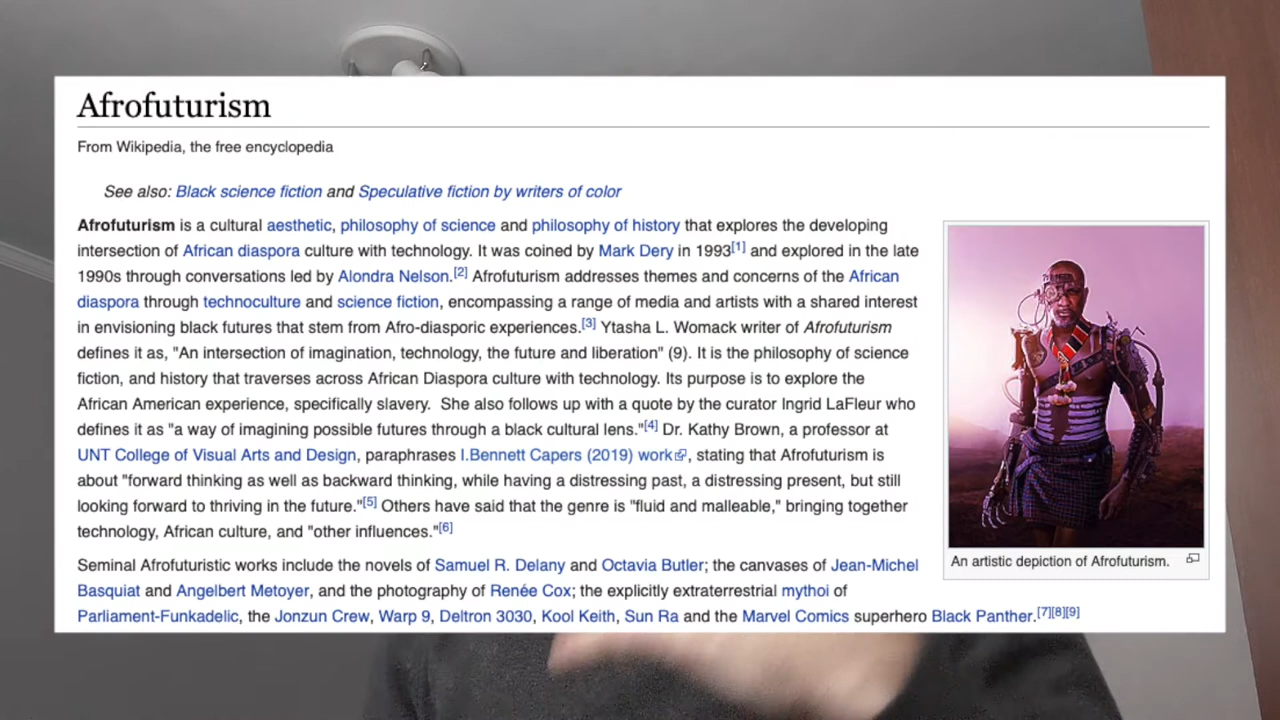 Afrofuturism
From Wikipedia, the free encyclopedia
See also: Black science fiction and Speculative fiction by writers of color
Afrofuturism is a cultural aesthetic, philosophy of science and philosophy of history that explores the developing
intersection of African diaspora culture with technology. It was coined by Mark Dery in 1993[1] and explored in the late
1990s through conversations led by Alondra Nelson.[2] Afrofuturism addresses themes and concerns of the African
diaspora through technoculture and science fiction, encompassing a range of media and artists with a shared interest
in envisioning black futures that stem from Afro-diasporic experiences.[3] Ytasha L. Womack writer of Afrofuturism
defines it as, "An intersection of imagination, technology, the future and liberation" (9). It is the philosophy of science
fiction, and history that traverses across African Diaspora culture with technology. Its purpose is to explore the
African American experience, specifically slavery. She also follows up with a quote by the curator Ingrid LaFleur who
defines it as "a way of imagining possible futures through a black cultural lens."[4] Dr. Kathy Brown, a professor at
UNT College of Visual Arts and Design, paraphrases I.Bennett Capers (2019) work, stating that Afrofuturism is
about "forward thinking as well as backward thinking, while having a distressing past, a distressing present, but still
looking forward to thriving in the future."[5] Others have said that the genre is "fluid and malleable," bringing together
technology, African culture, and "other influences."[6]
An artistic depiction of Afrofuturism.
Seminal Afrofuturistic works include the novels of Samuel R. Delany and Octavia Butler; the canvases of Jean-Michel
Basquiat and Angelbert Metoyer, and the photography of Renée Cox; the explicitly extraterrestrial mythoi of
Parliament-Funkadelic, the Jonzun Crew, Warp 9, Deltron 3030, Kool Keith, Sun Ra and the Marvel Comics superhero Black Panther.[7][8][9]